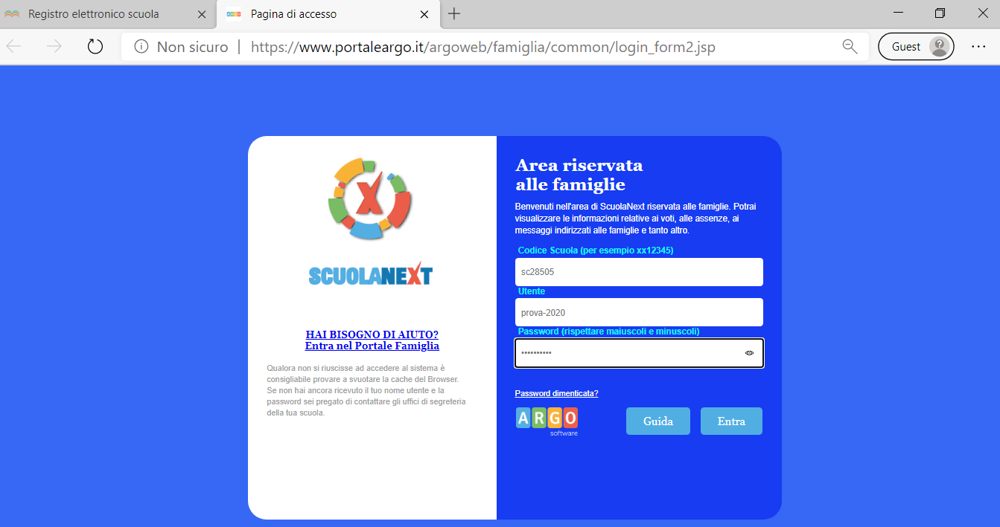 Registro elettronico scuola
Pagina di accesso
Non sicuro | https://www.portaleargo.it/argoweb/famiglia/common/login_form2.jsp
Guest
SCUOLANEXT
HAI BISOGNO DI AIUTO?
Entra nel Portale Famiglia
Qualora non si riuscisse ad accedere al sistema è
consigliabile provare a svuotare la cache del Browser.
Se non hai ancora ricevuto il tuo nome utente e la
password sei pregato di contattare gli uffici di segreteria
della tua scuola.
Area riservata
alle famiglie
Benvenuti nell'area di ScuolaNext riservata alle famiglie. Potrai
visualizzare le informazioni relative ai voti, alle assenze, ai
messaggi indirizzati alle famiglie e tanto altro.
Codice Scuola (per esempio xx12345)
sc28505
Utente
prova-2020
Password (rispettare maiuscoli e minuscoli)
••••••••••
Password dimenticata?
ARGO
software
Guida
Entra